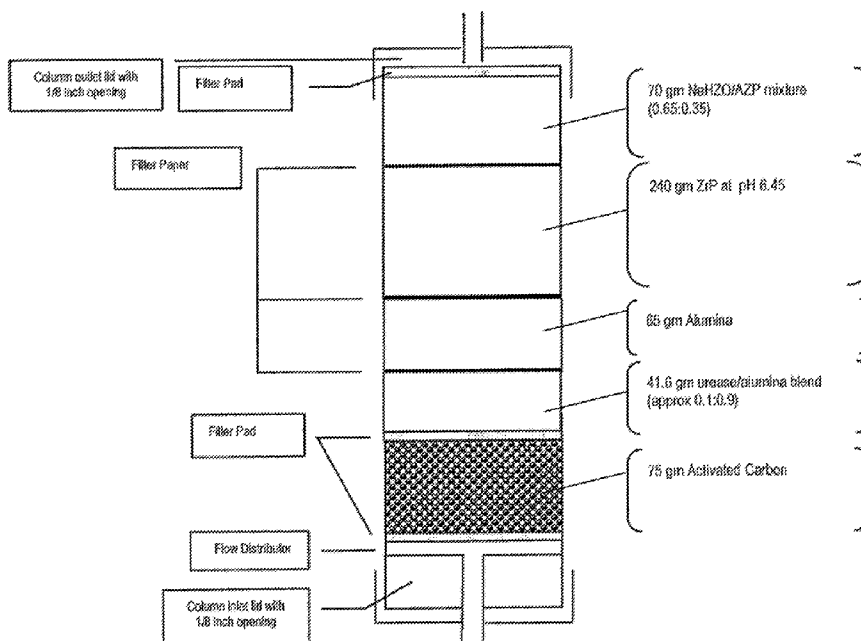 Column outlet lid with
1/8 inch opening
Filter Pad
70 gm NaHZO/AZP mixture
(0.65:0.35)
Filter Paper
240 gm ZrP at pH 6.45
65 gm Alumina
41.6 gm urease/alumina blend
(approx 0.1:0.9)
Filter Pad
75 gm Activated Carbon
Flow Distributor
Column inlet lid with
1/8 inch opening